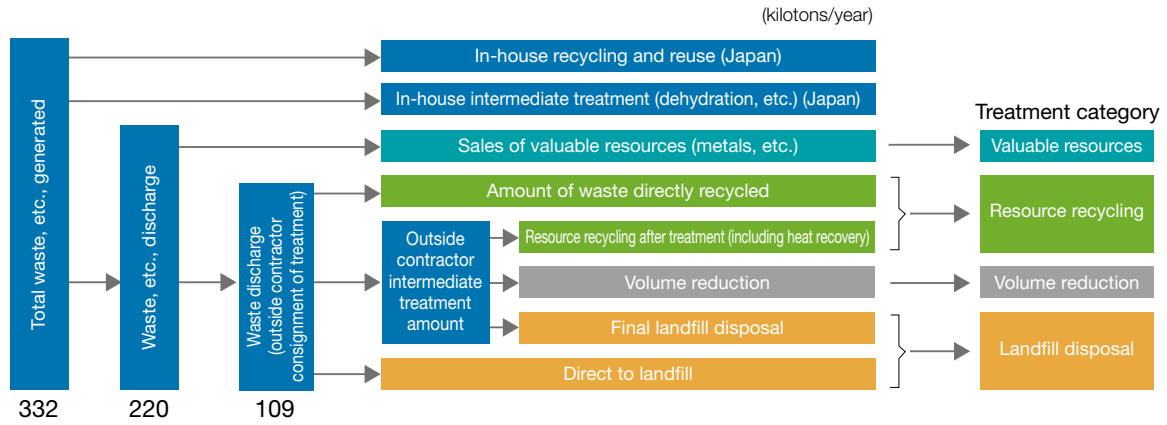 (kilotons/year)
Total waste, etc., generated
332
Waste, etc., discharge
220
Waste discharge
(outside contractor
consignment of treatment)
109
In-house recycling and reuse (Japan)
In-house intermediate treatment (dehydration, etc.) (Japan)
Sales of valuable resources (metals, etc.)
Amount of waste directly recycled
Outside
contractor
intermediate
treatment
amount
Resource recycling after treatment (including heat recovery)
Volume reduction
Final landfill disposal
Direct to landfill
Treatment category
Valuable resources
Resource recycling
Volume reduction
Landfill disposal